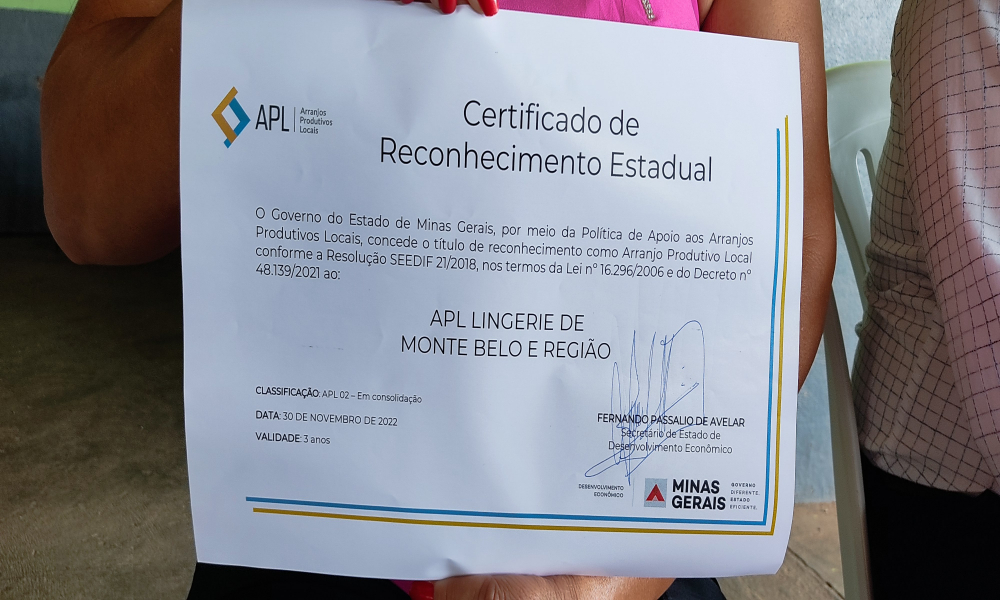 APL
Arranjos
Produtivos
Locais
Certificado de
Reconhecimento Estadual
O Governo do Estado de Minas Gerais, por meio da Política de Apoio aos Arranjos
Produtivos Locais, concede o título de reconhecimento como Arranjo Produtivo Local
conforme a Resolução SEEDIF 21/2018, nos termos da Lei nº 16.296/2006 e do Decreto nº
48.139/2021 ao:
APL LINGERIE DE
MONTE BELO E REGIÃO
CLASSIFICAÇÃO: APL 02 – Em consolidação
DATA: 30 DE NOVEMBRO DE 2022
VALIDADE: 3 anos
FERNANDO PASSALIO DE AVELAR
Secretário de Estado de
Desenvolvimento Econômico
DESENVOLVIMENTO
ECONÔMICO
MINAS
GERAIS
GOVERNO
DIFERENTE.
ESTADO
EFICIENTE.